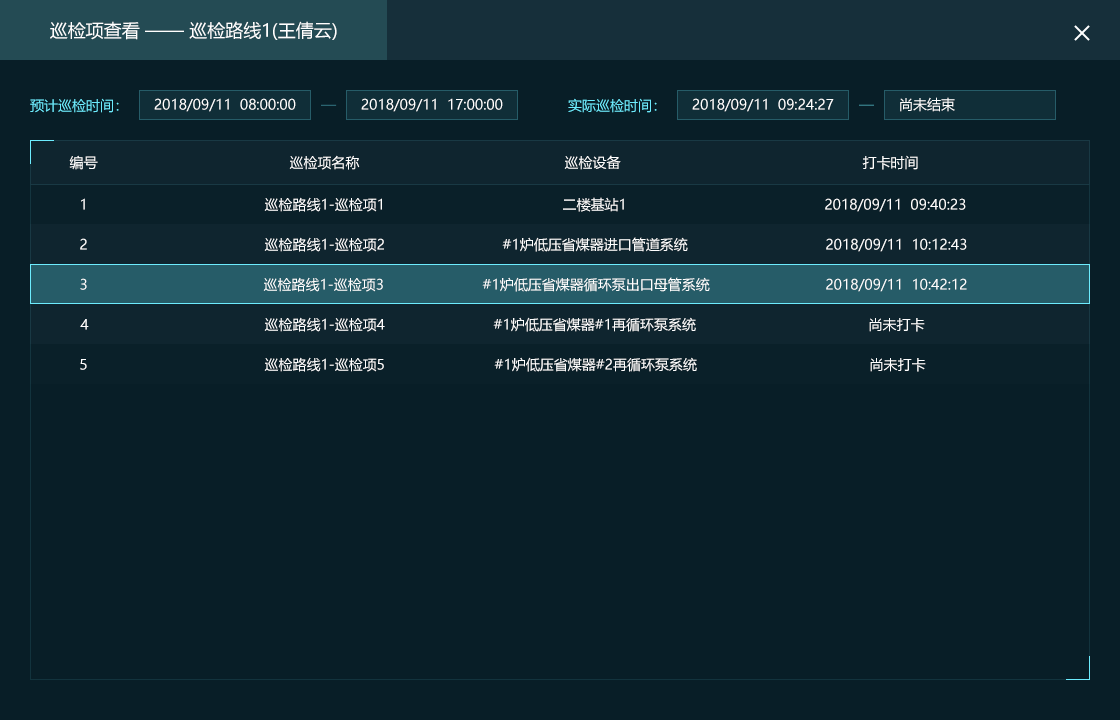 巡检项查看 —— 巡检路线1(王倩云)
预计巡检时间： 2018/09/11 08:00:00 — 2018/09/11 17:00:00 实际巡检时间： 2018/09/11 09:24:27 — 尚未结束
编号 巡检项名称 巡检设备 打卡时间
1 巡检路线1-巡检项1 二楼基站1 2018/09/11 09:40:23
2 巡检路线1-巡检项2 #1炉低压省煤器进口管道系统 2018/09/11 10:12:43
3 巡检路线1-巡检项3 #1炉低压省煤器循环泵出口母管系统 2018/09/11 10:42:12
4 巡检路线1-巡检项4 #1炉低压省煤器#1再循环泵系统 尚未打卡
5 巡检路线1-巡检项5 #1炉低压省煤器#2再循环泵系统 尚未打卡